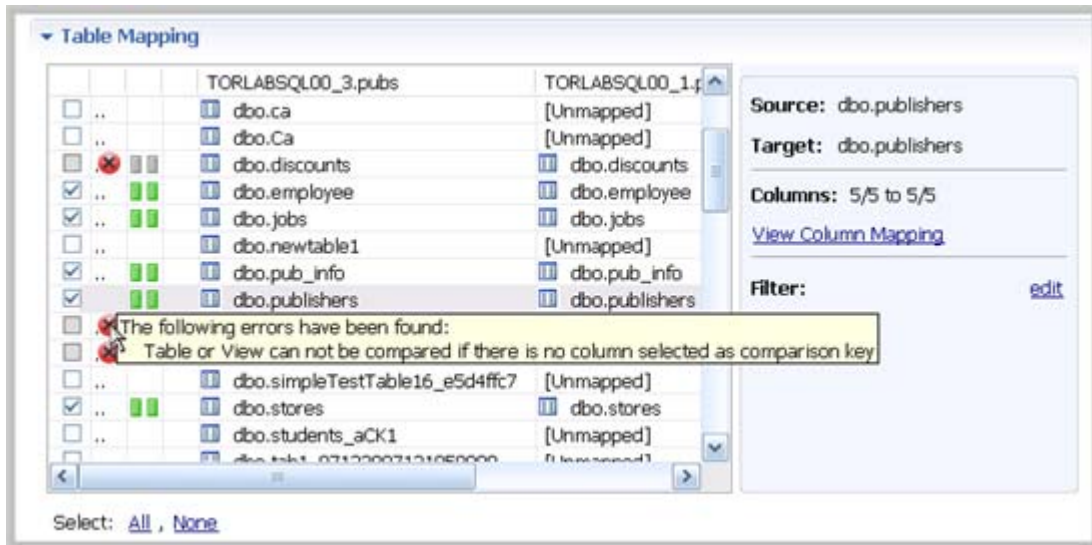 Table Mapping
TORLABSQL00_3.pubs TORLABSQL00_1.p
.. dbo.ca [Unmapped]
.. dbo.Ca [Unmapped]
dbo.discounts dbo.discounts
.. dbo.employee dbo.employee
.. dbo.jobs dbo.jobs
dbo.newtable1 [Unmapped]
.. dbo.pub_info dbo.pub_info
dbo.publishers dbo.publishers
The following errors have been found:
Table or View can not be compared if there is no column selected as comparison key
.. dbo.simpleTestTable16_e5d4ffc7 [Unmapped]
.. dbo.stores dbo.stores
.. dbo.students_aCK1 [Unmapped]
[Unmapped]
Source: dbo.publishers
Target: dbo.publishers
Columns: 5/5 to 5/5
View Column Mapping
Filter: edit
Select: All , None